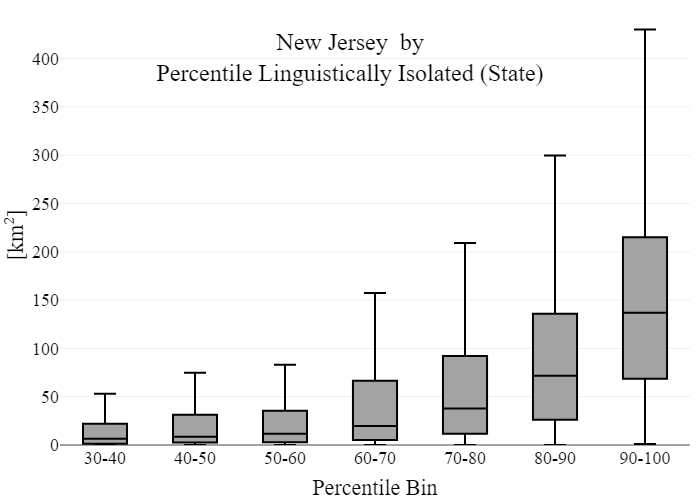 New Jersey by
Percentile Linguistically Isolated (State)
400
350
300
250
[km²]
200
150
100
50
0
30-40 40-50 50-60 60-70 70-80 80-90 90-100
Percentile Bin